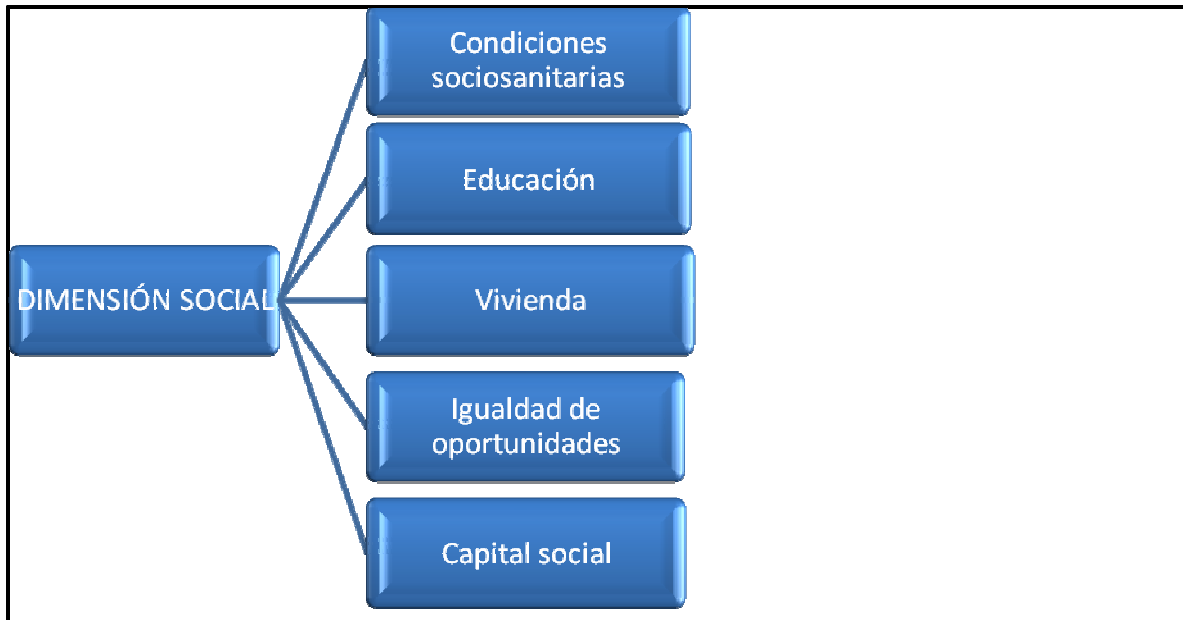 Condiciones
sociosanitarias
Educación
DIMENSIÓN SOCIAL
Vivienda
Igualdad de
oportunidades
Capital social